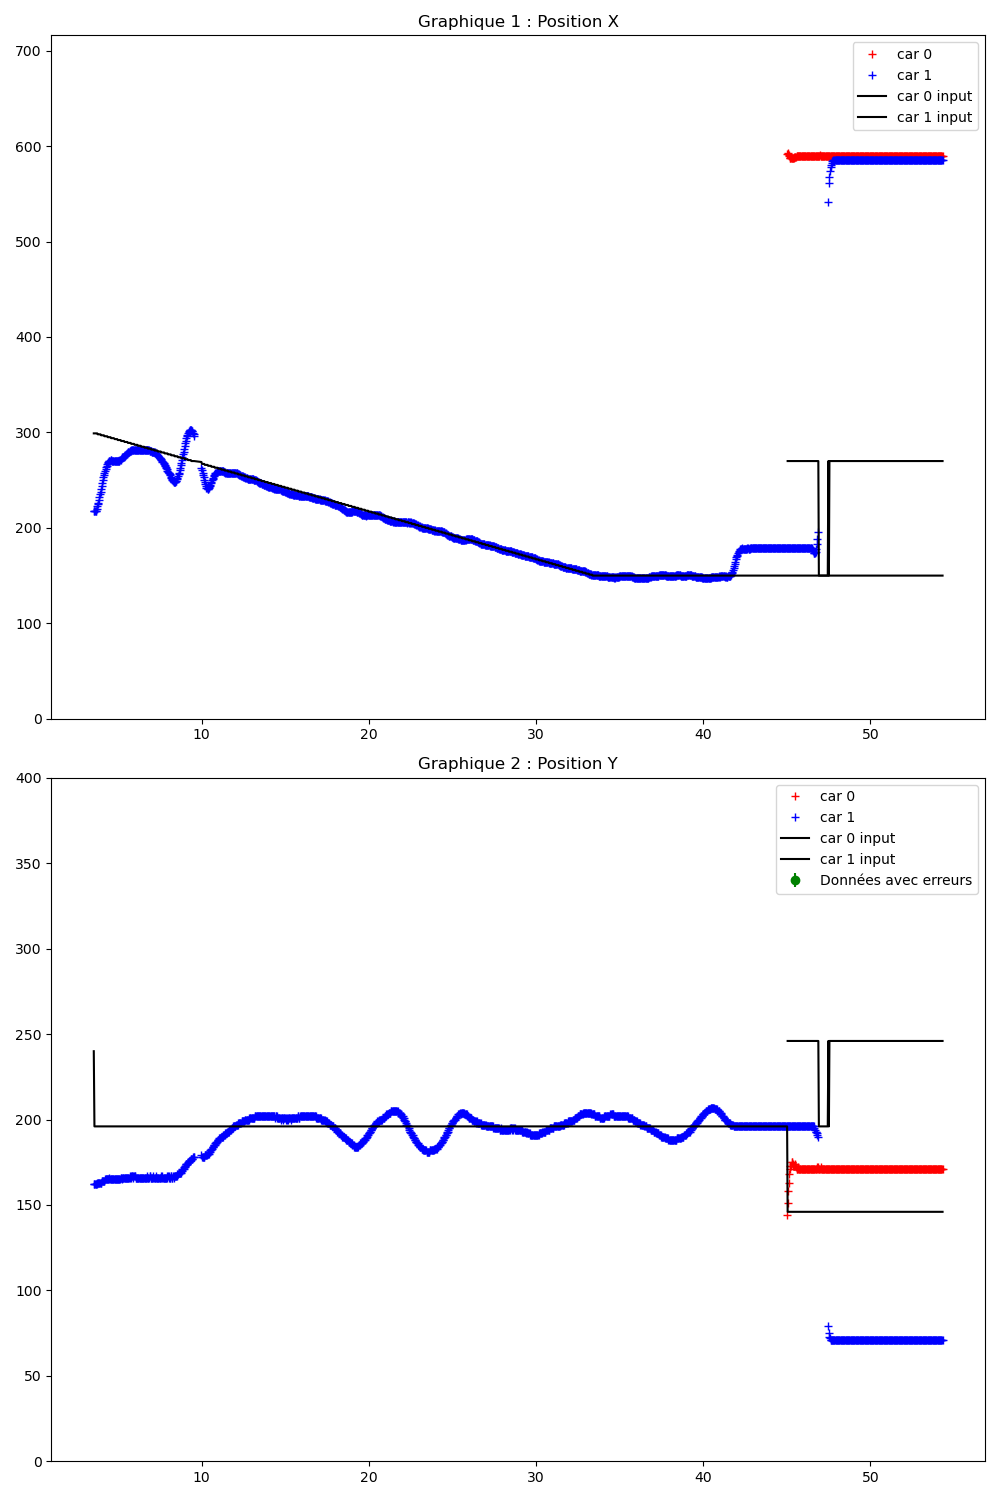 Graphique 1 : Position X
700
600
500
400
300
200
100
0
10
20
30
40
50
car 0
car 1
car 0 input
car 1 input
Graphique 2 : Position Y
400
350
300
250
200
150
100
50
0
10
20
30
40
50
car 0
car 1
car 0 input
car 1 input
Données avec erreurs